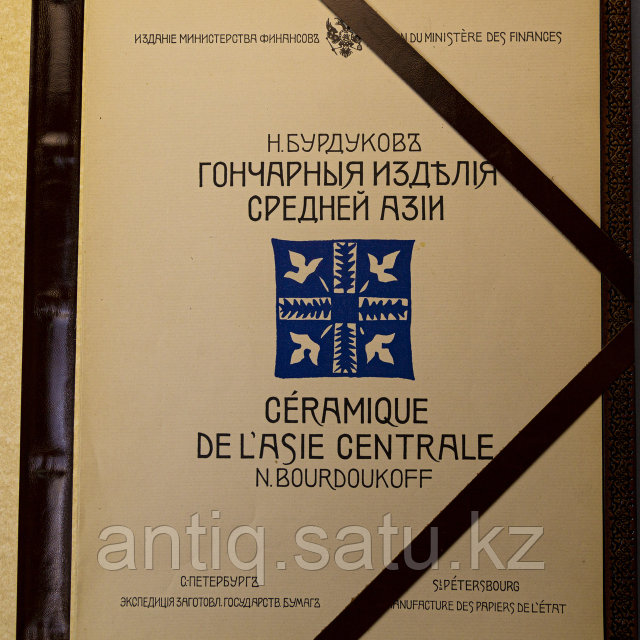 ИЗДАНІЕ МИНИСТЕРСТВА ФИНАНСОВЪ DU MINISTÈRE DES FINANCES
Н. БУРДУКОВЪ
ГОНЧАРНЫЯ ИЗДѢЛІЯ
СРЕДНЕЙ АЗІИ
CÉRAMIQUE
DE L'ASIE CENTRALE
N. BOURDOUKOFF
antiq.satu.kz
С.-ПЕТЕРБУРГЪ St. PÉTERSBOURG
ЭКСПЕДИЦІЯ ЗАГОТОВЛ. ГОСУДАРСТВ. БУМАГЪ MANUFACTURE DES PAPIERS DE L'ÉTAT